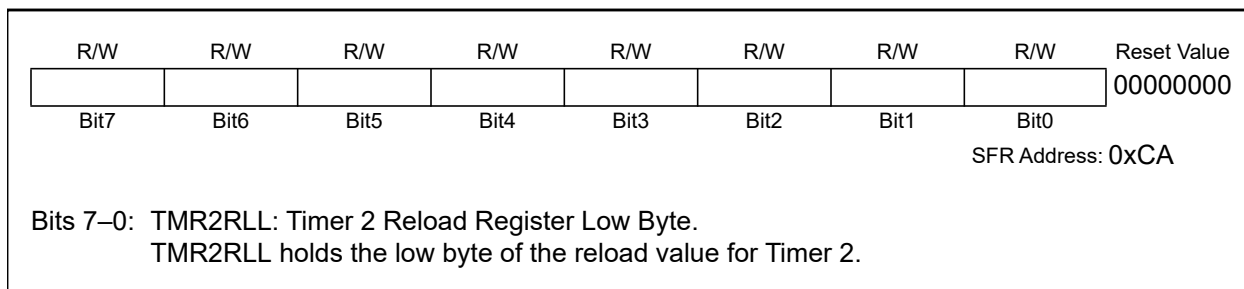 R/W R/W R/W R/W R/W R/W R/W R/W Reset Value
00000000
Bit7 Bit6 Bit5 Bit4 Bit3 Bit2 Bit1 Bit0
SFR Address: 0xCA
Bits 7–0: TMR2RLL: Timer 2 Reload Register Low Byte.
TMR2RLL holds the low byte of the reload value for Timer 2.